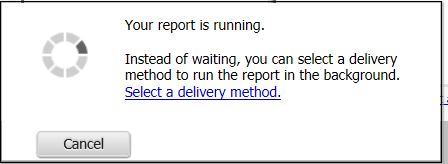 Your report is running.
Instead of waiting, you can select a delivery
method to run the report in the background.
Select a delivery method.
Cancel